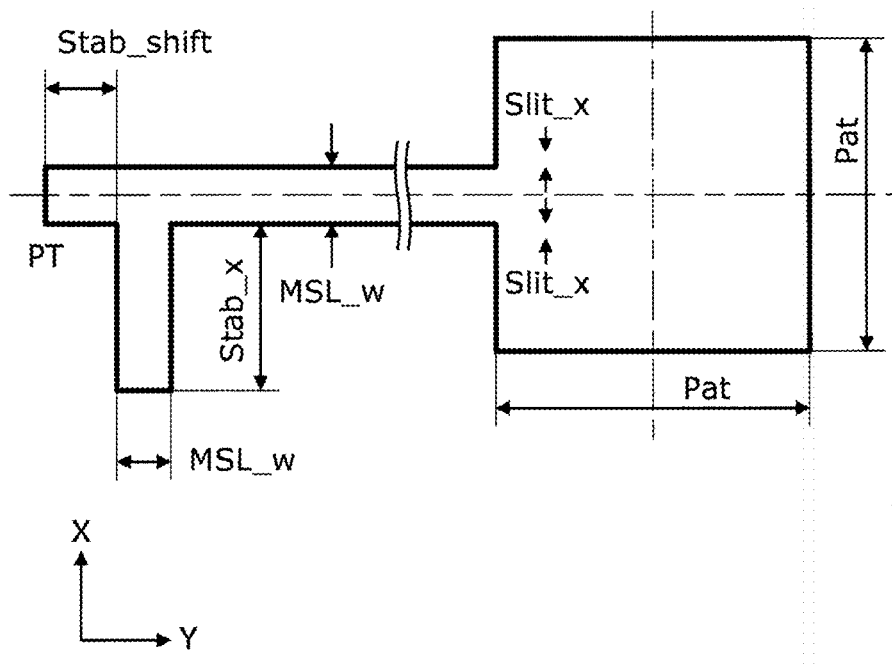 Stab_shift
Slit_x
Pat
PT
Stab_x
MSL_w
Slit_x
Pat
MSL_w
X
Y